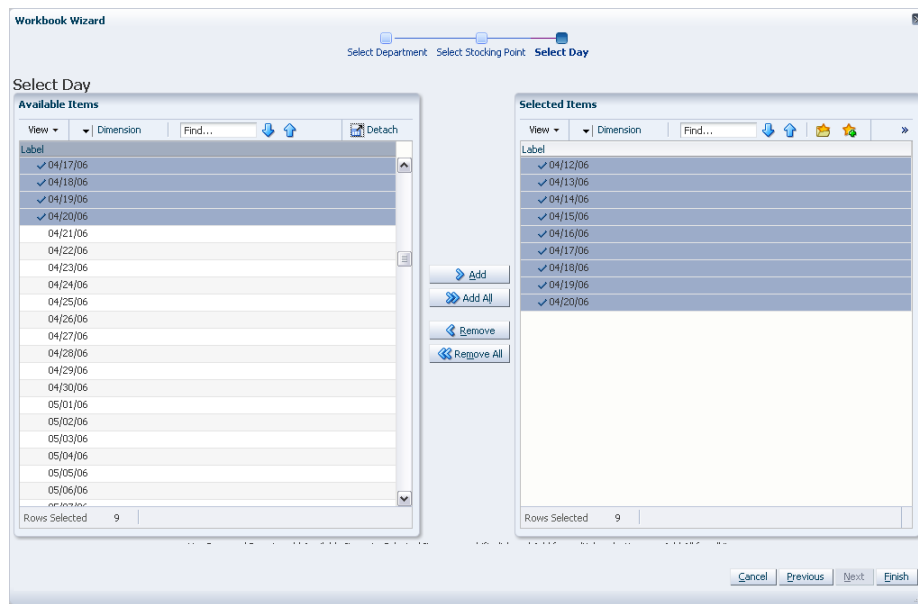 Workbook Wizard
Select Department Select Stocking Point Select Day
Select Day
Available Items
View Dimension Find... Detach
Label
04/17/06
04/18/06
04/19/06
04/20/06
04/21/06
04/22/06
04/23/06
04/24/06
04/25/06
04/26/06
04/27/06
04/28/06
04/29/06
04/30/06
05/01/06
05/02/06
05/03/06
05/04/06
05/05/06
05/06/06
05/07/06
Rows Selected 9
Add
Add All
Remove
Remove All
Selected Items
View Dimension Find... »
Label
04/12/06
04/13/06
04/14/06
04/15/06
04/16/06
04/17/06
04/18/06
04/19/06
04/20/06
Rows Selected 9
Cancel Previous Next Finish